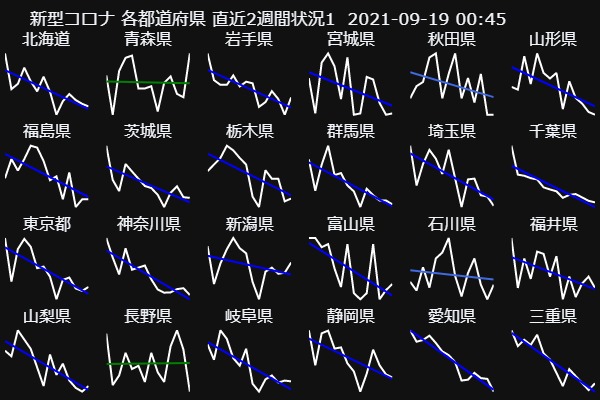 新型コロナ 各都道府県 直近2週間状況1 2021-09-19 00:45
北海道 青森県 岩手県 宮城県 秋田県 山形県
福島県 茨城県 栃木県 群馬県 埼玉県 千葉県
東京都 神奈川県 新潟県 富山県 石川県 福井県
山梨県 長野県 岐阜県 静岡県 愛知県 三重県